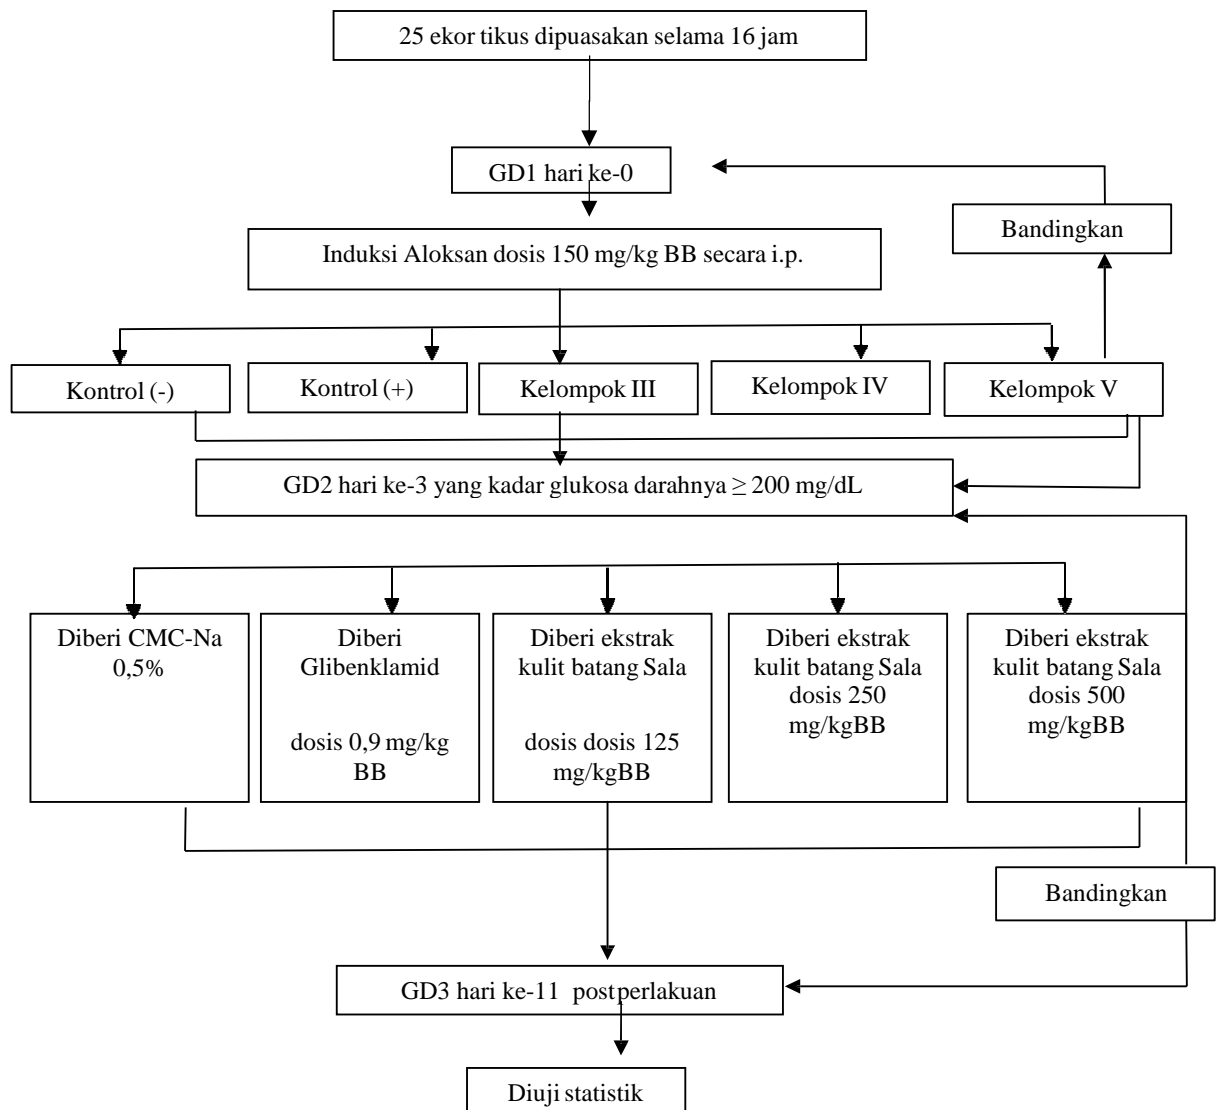 25 ekor tikus dipuasakan selama 16 jam
GD1 hari ke-0
Bandingkan
Induksi Aloksan dosis 150 mg/kg BB secara i.p.
Kontrol (-)
Kontrol (+)
Kelompok III
Kelompok IV
Kelompok V
GD2 hari ke-3 yang kadar glukosa darahnya ≥ 200 mg/dL
Diberi CMC-Na
0,5%
Diberi
Glibenklamid
dosis 0,9 mg/kg
BB
Diberi ekstrak
kulit batang Sala
dosis dosis 125
mg/kgBB
Diberi ekstrak
kulit batang Sala
dosis 250
mg/kgBB
Diberi ekstrak
kulit batang Sala
dosis 500
mg/kgBB
Bandingkan
GD3 hari ke-11 postperlakuan
Diuji statistik